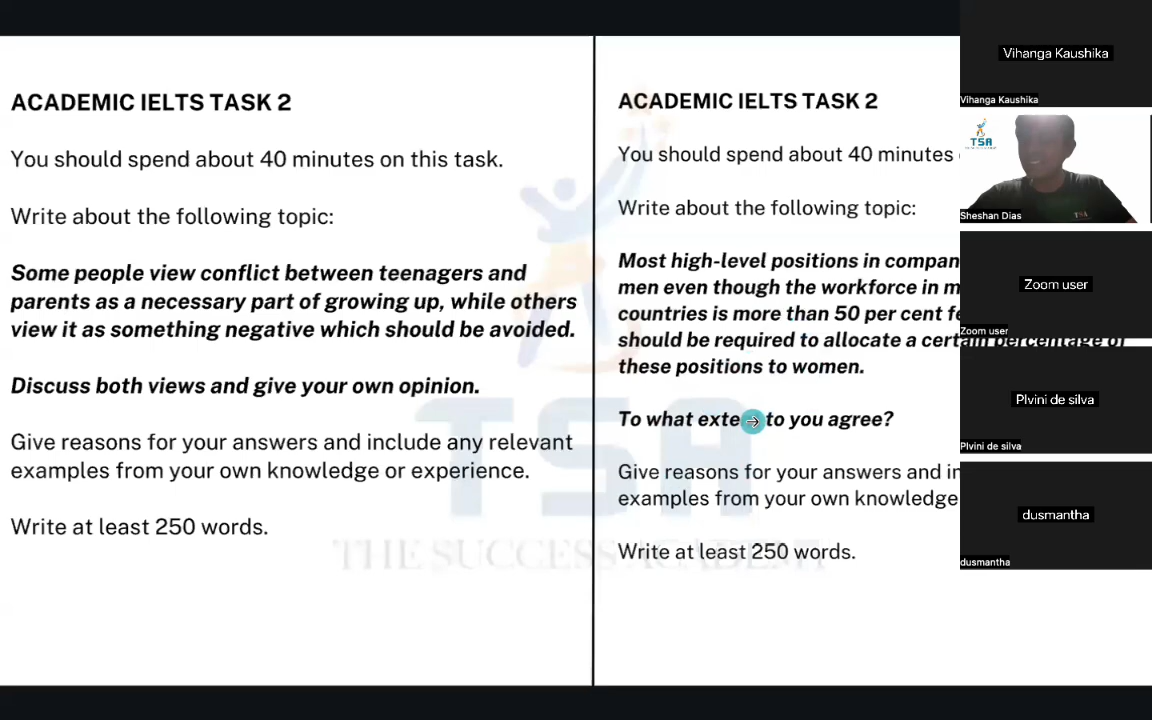 ACADEMIC IELTS TASK 2
You should spend about 40 minutes on this task.
Write about the following topic:
Some people view conflict between teenagers and
parents as a necessary part of growing up, while others
view it as something negative which should be avoided.
Discuss both views and give your own opinion.
Give reasons for your answers and include any relevant
examples from your own knowledge or experience.
Write at least 250 words.
ACADEMIC IELTS TASK 2
You should spend about 40 minutes
Write about the following topic:
Most high-level positions in
men even though the workforce in
countries is more than 50 per cent
should be required to allocate a certain percentage of
these positions to women.
To what to you agree?
Give reasons for your answers and
examples from your own knowledge
Write at least 250 words.
TSA
THE SUCCESS ACADEMY
Vihanga Kaushika
Vihanga Kaushika
TSA
TSA
Sheshan Dias
Zoom user
Zoom user
Plvini de silva
Plvini de silva
dusmantha
dusmantha